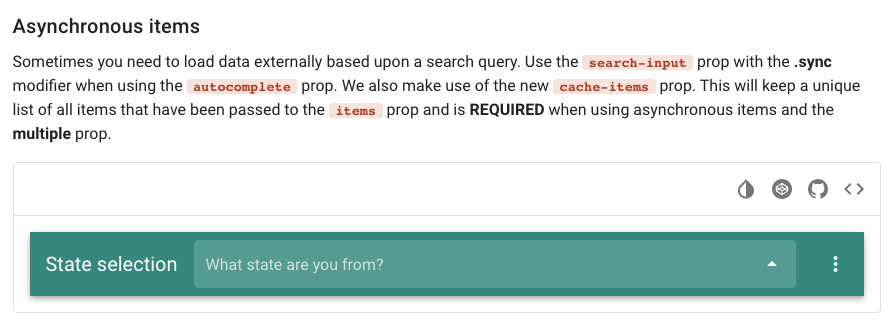 Asynchronous items
Sometimes you need to load data externally based upon a search query. Use the search-input prop with the .sync
modifier when using the autocomplete prop. We also make use of the new cache-items prop. This will keep a unique
list of all items that have been passed to the items prop and is REQUIRED when using asynchronous items and the
multiple prop.
State selection What state are you from?